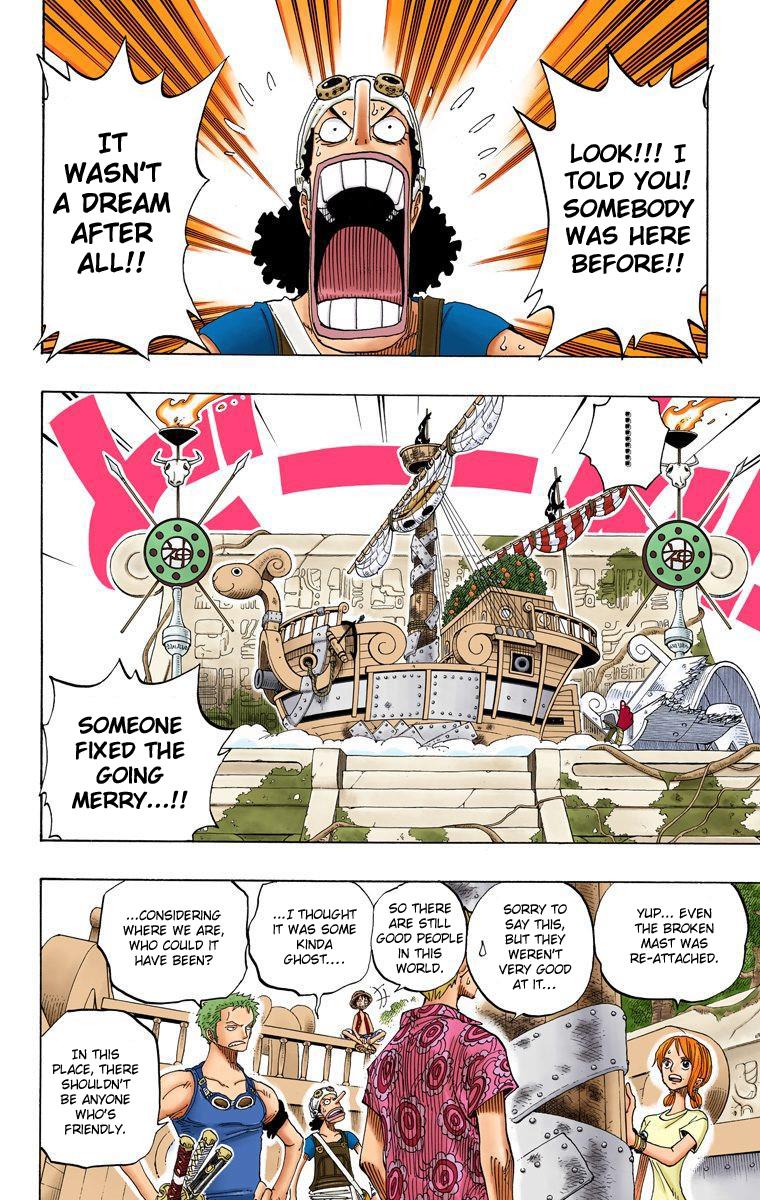 LOOK!!! I
TOLD YOU!
SOMEBODY
WAS HERE
BEFORE!!
IT
WASN'T
A DREAM
AFTER
ALL!!
SOMEONE
FIXED THE
GOING
MERRY...!!
YUP... EVEN
THE BROKEN
MAST WAS
RE-ATTACHED.
SORRY TO
SAY THIS,
BUT THEY
WEREN'T
VERY GOOD
AT IT...
SO THERE
ARE STILL
GOOD PEOPLE
IN THIS
WORLD.
...I THOUGHT
IT WAS SOME
KINDA
GHOST....
...CONSIDERING
WHERE WE ARE,
WHO COULD IT
HAVE BEEN?
IN THIS
PLACE, THERE
SHOULDN'T
BE ANYONE
WHO'S
FRIENDLY.